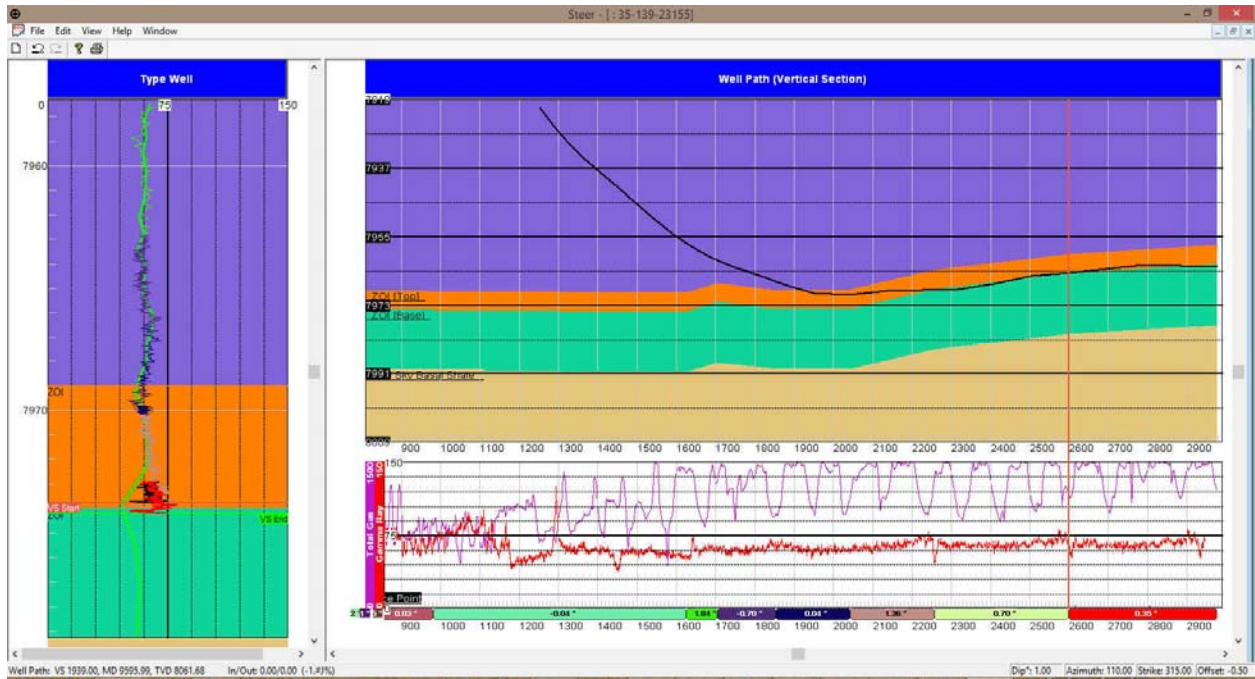 Steer - [ : 35-139-23155]
File Edit View Help Window
Type Well
Well Path (Vertical Section)
0 75 150
7919
7960
7937
7955
ZOI (Top)
7973
ZOI (Base)
ZOI
7970
7991
900 1000 1100 1200 1300 1400 1500 1600 1700 1800 1900 2000 2100 2200 2300 2400 2500 2600 2700 2800 2900
1500 150 150
Total Gas
Gamma Ray
75
VS Start
VS End
ZOI
0.03 ° -0.04 ° 1.84 ° -0.70 ° 0.04 ° 1.36 ° 0.70 ° 0.35 °
900 1000 1100 1200 1300 1400 1500 1600 1700 1800 1900 2000 2100 2200 2300 2400 2500 2600 2700 2800 2900
Well Path: VS 1939.00, MD 9595.99, TVD 8061.68 In/Out: 0.00/0.00 (-1.#J%) Dip°: 1.00 Azimuth: 110.00 Strike: 315.00 Offset: -0.50